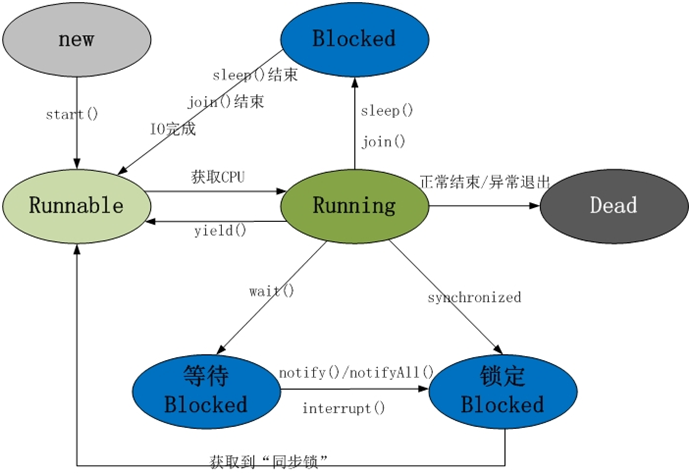 new
Blocked
sleep()结束
join()结束
IO完成
start()
sleep()
join()
Runnable
获取CPU
yield()
Running
正常结束/异常退出
Dead
wait()
synchronized
等待
Blocked
notify()/notifyAll()
interrupt()
锁定
Blocked
获取到“同步锁”